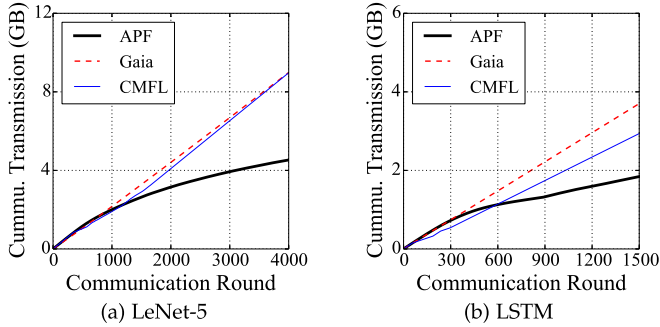 Cummu. Transmission (GB)
12
8
4
0
APF
Gaia
CMFL
0 1000 2000 3000 4000
Communication Round
(a) LeNet-5
Cummu. Transmission (GB)
6
4
2
0
APF
Gaia
CMFL
0 300 600 900 1200 1500
Communication Round
(b) LSTM